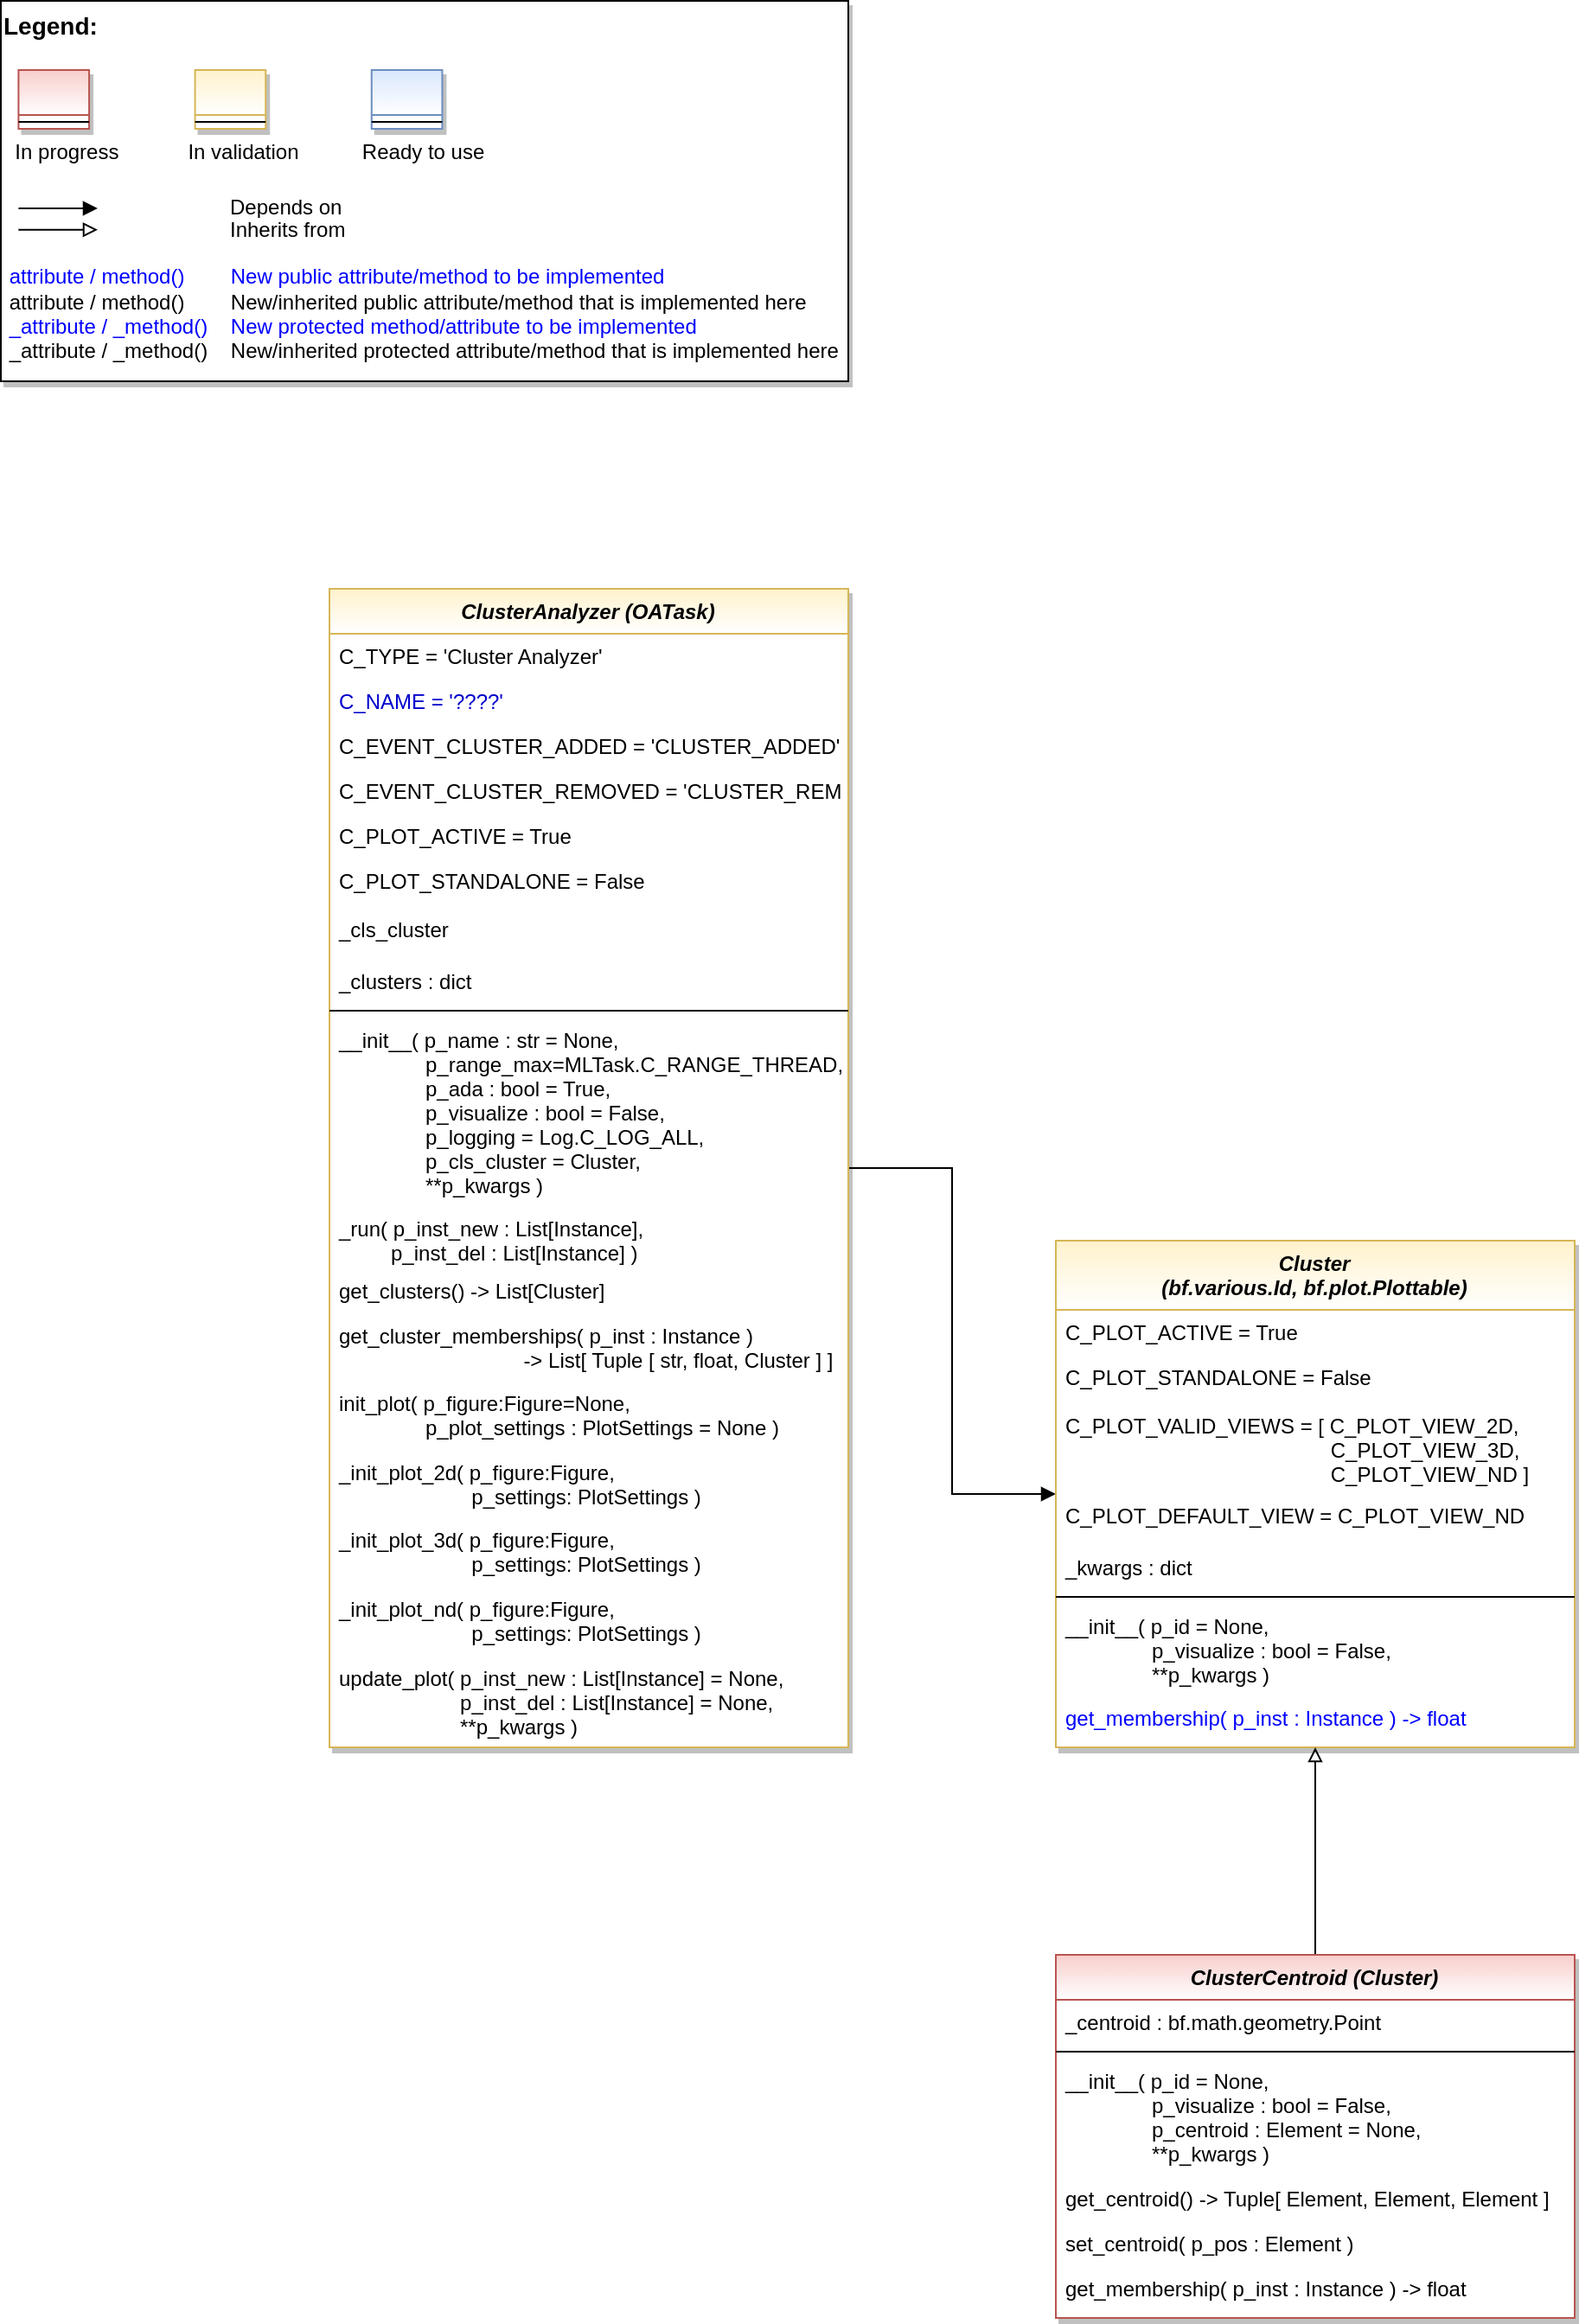 Legend:
In progress
In validation
Ready to use
Depends on
Inherits from
attribute / method() New public attribute/method to be implemented
attribute / method() New/inherited public attribute/method that is implemented here
_attribute / _method() New protected method/attribute to be implemented
_attribute / _method() New/inherited protected attribute/method that is implemented here
ClusterAnalyzer (OATask)
C_TYPE = 'Cluster Analyzer'
C_NAME = '????'
C_EVENT_CLUSTER_ADDED = 'CLUSTER_ADDED'
C_EVENT_CLUSTER_REMOVED = 'CLUSTER_REM
C_PLOT_ACTIVE = True
C_PLOT_STANDALONE = False
_cls_cluster
_clusters : dict
__init__( p_name : str = None,
p_range_max=MLTask.C_RANGE_THREAD,
p_ada : bool = True,
p_visualize : bool = False,
p_logging = Log.C_LOG_ALL,
p_cls_cluster = Cluster,
**p_kwargs )
_run( p_inst_new : List[Instance],
p_inst_del : List[Instance] )
get_clusters() -> List[Cluster]
get_cluster_memberships( p_inst : Instance )
-> List[ Tuple [ str, float, Cluster ] ]
init_plot( p_figure:Figure=None,
p_plot_settings : PlotSettings = None )
_init_plot_2d( p_figure:Figure,
p_settings: PlotSettings )
_init_plot_3d( p_figure:Figure,
p_settings: PlotSettings )
_init_plot_nd( p_figure:Figure,
p_settings: PlotSettings )
update_plot( p_inst_new : List[Instance] = None,
p_inst_del : List[Instance] = None,
**p_kwargs )
Cluster
(bf.various.Id, bf.plot.Plottable)
C_PLOT_ACTIVE = True
C_PLOT_STANDALONE = False
C_PLOT_VALID_VIEWS = [ C_PLOT_VIEW_2D,
C_PLOT_VIEW_3D,
C_PLOT_VIEW_ND ]
C_PLOT_DEFAULT_VIEW = C_PLOT_VIEW_ND
_kwargs : dict
__init__( p_id = None,
p_visualize : bool = False,
**p_kwargs )
get_membership( p_inst : Instance ) -> float
ClusterCentroid (Cluster)
_centroid : bf.math.geometry.Point
__init__( p_id = None,
p_visualize : bool = False,
p_centroid : Element = None,
**p_kwargs )
get_centroid() -> Tuple[ Element, Element, Element ]
set_centroid( p_pos : Element )
get_membership( p_inst : Instance ) -> float